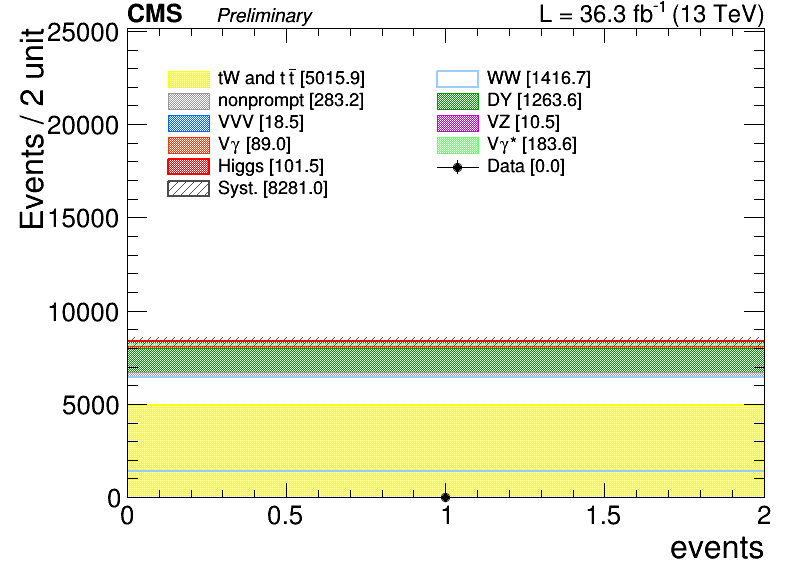 CMS Preliminary L = 36.3 fb⁻¹ (13 TeV)
Events / 2 unit
25000
20000
15000
10000
5000
0
tW and tt̅ [5015.9]
nonprompt [283.2]
VVV [18.5]
Vγ [89.0]
Higgs [101.5]
Syst. [8281.0]
WW [1416.7]
DY [1263.6]
VZ [10.5]
Vγ* [183.6]
Data [0.0]
0 0.5 1 1.5 2
events